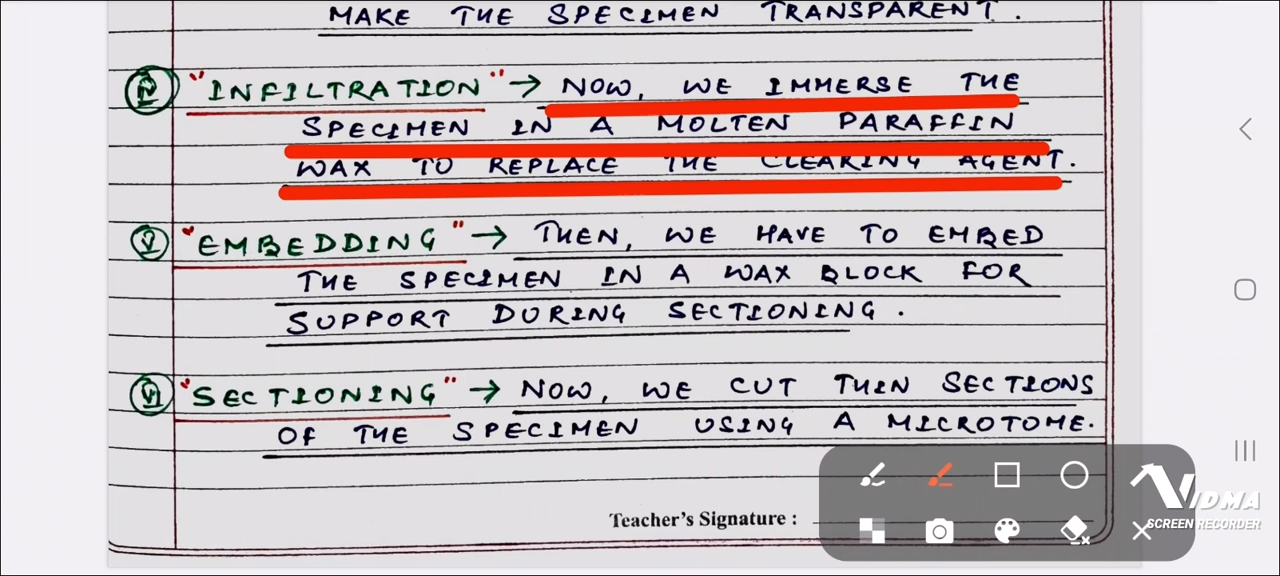 MAKE THE SPECIMEN TRANSPARENT.
IV "INFILTRATION" → NOW, WE IMMERSE THE
SPECIMEN IN A MOLTEN PARAFFIN
WAX TO REPLACE THE CLEARING AGENT.
V "EMBEDDING" → THEN, WE HAVE TO EMBED
THE SPECIMEN IN A WAX BLOCK FOR
SUPPORT DURING SECTIONING.
VI "SECTIONING" → NOW, WE CUT THIN SECTIONS
OF THE SPECIMEN USING A MICROTOME.
Teacher's Signature :
VIDMA
SCREEN RECORDER